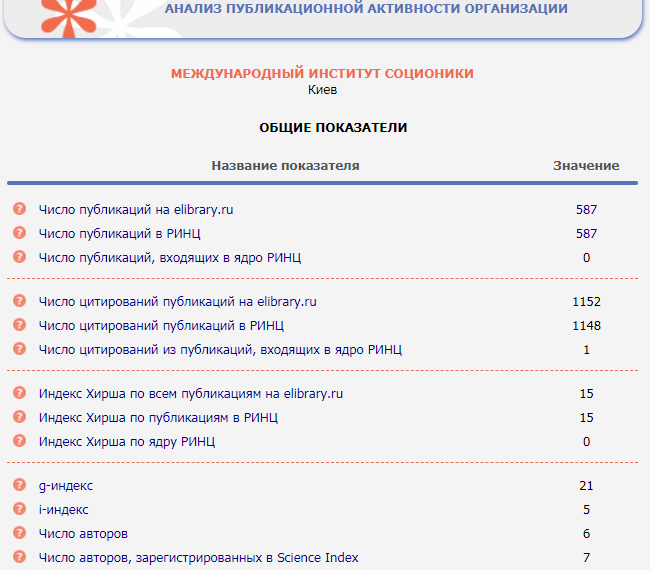 АНАЛИЗ ПУБЛИКАЦИОННОЙ АКТИВНОСТИ ОРГАНИЗАЦИИ
МЕЖДУНАРОДНЫЙ ИНСТИТУТ СОЦИОНИКИ
Киев
ОБЩИЕ ПОКАЗАТЕЛИ
Название показателя Значение
? Число публикаций на elibrary.ru 587
? Число публикаций в РИНЦ 587
? Число публикаций, входящих в ядро РИНЦ 0
? Число цитирований публикаций на elibrary.ru 1152
? Число цитирований публикаций в РИНЦ 1148
? Число цитирований из публикаций, входящих в ядро РИНЦ 1
? Индекс Хирша по всем публикациям на elibrary.ru 15
? Индекс Хирша по публикациям в РИНЦ 15
? Индекс Хирша по ядру РИНЦ 0
? g-индекс 21
? i-индекс 5
? Число авторов 6
? Число авторов, зарегистрированных в Science Index 7